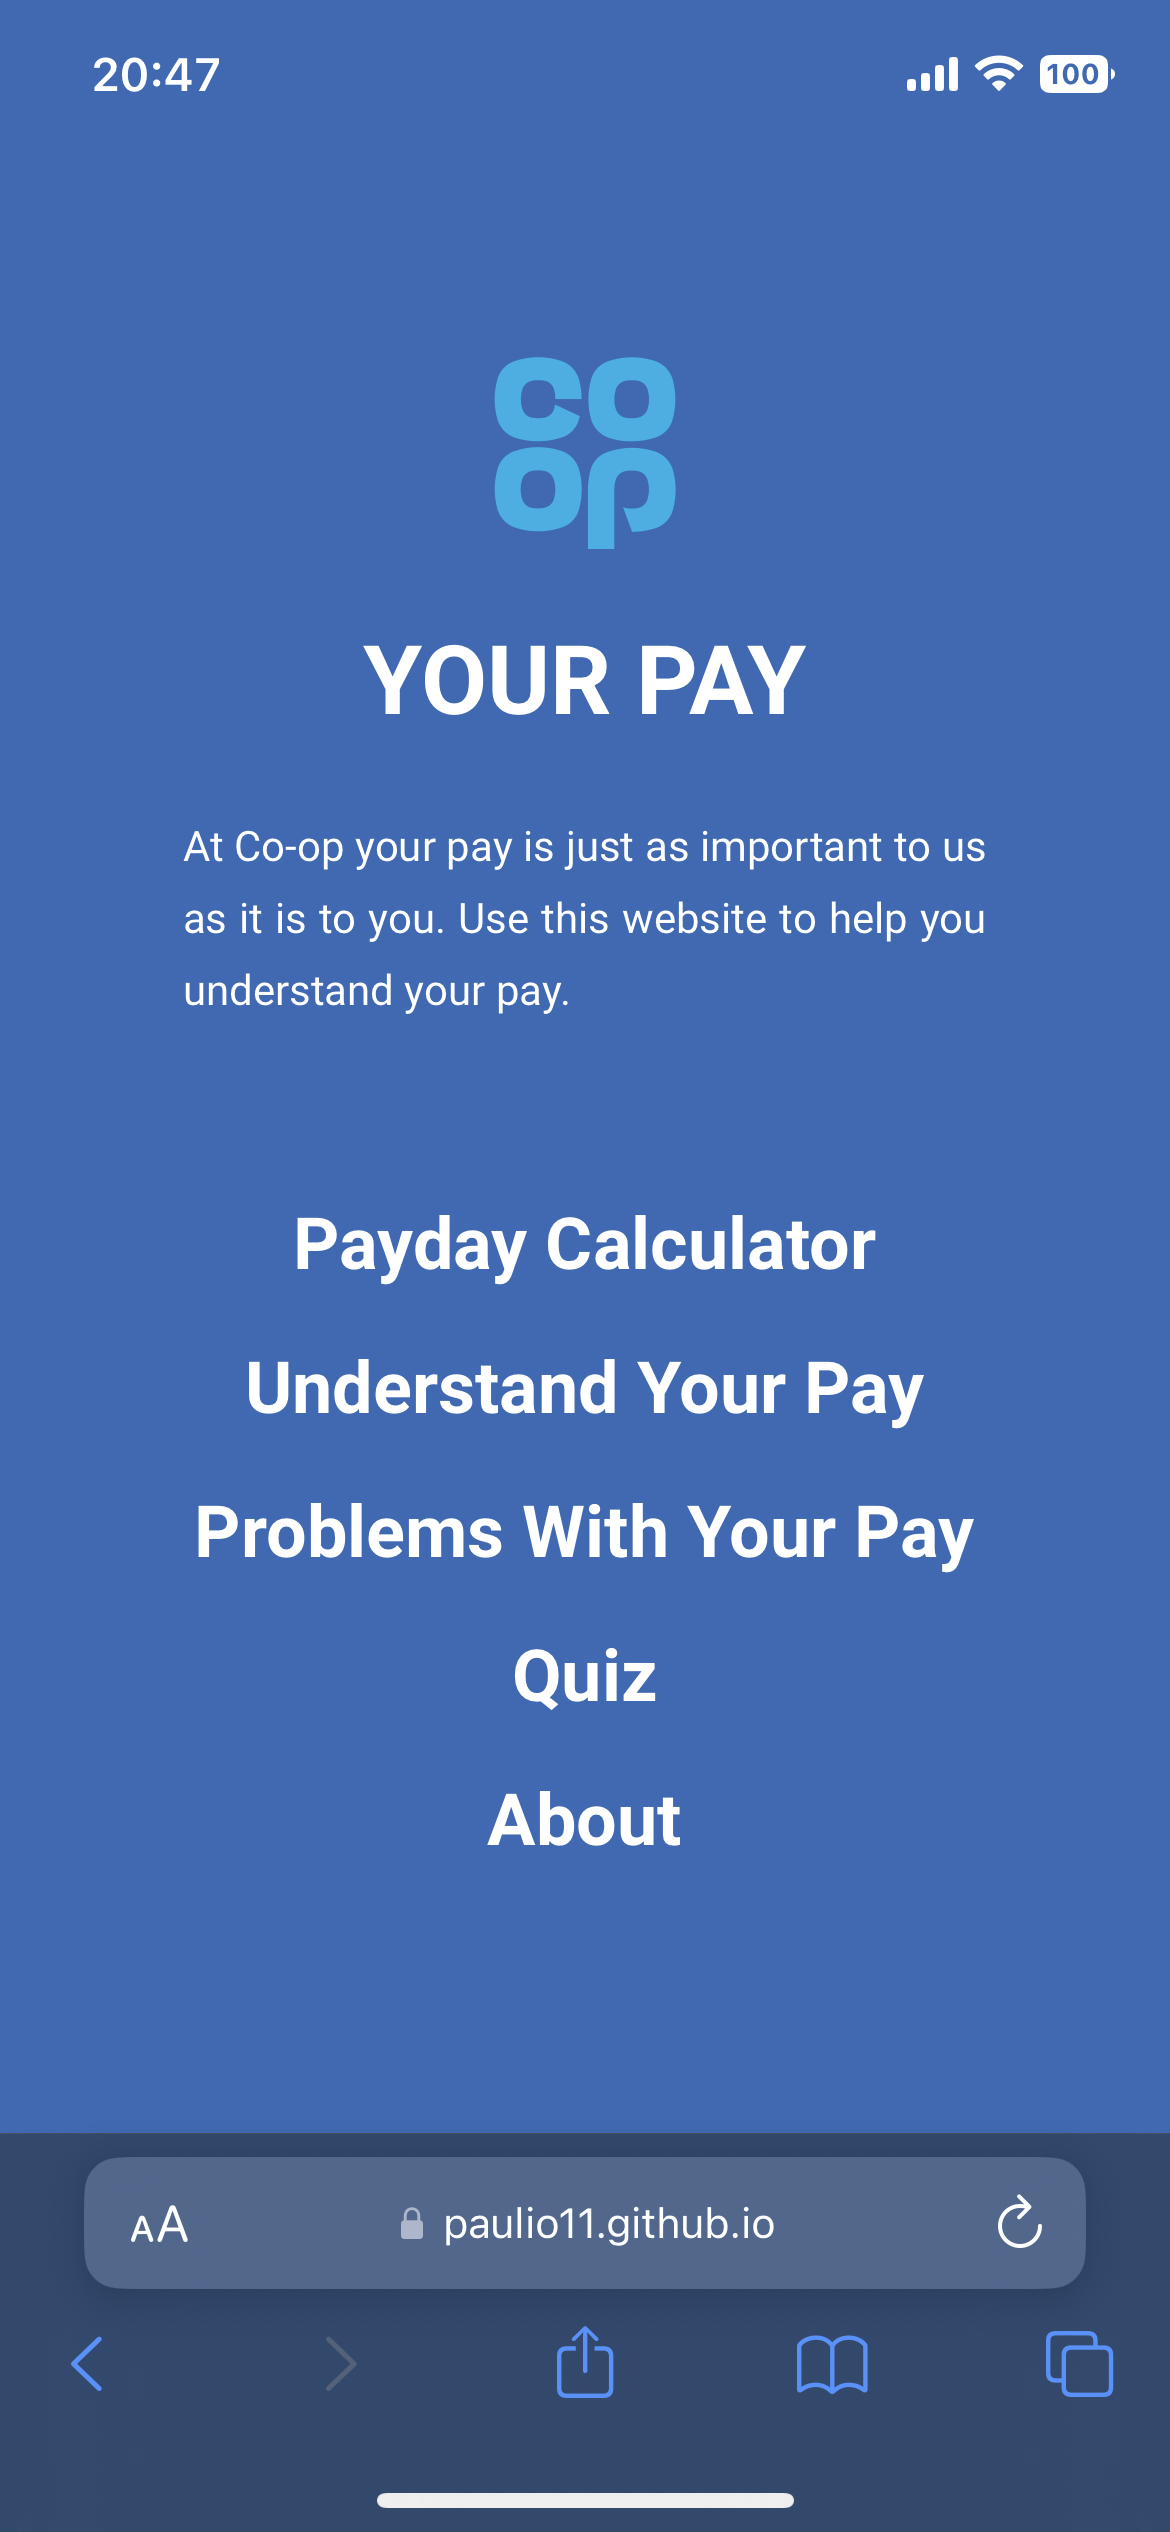 20:47
100
co
op
YOUR PAY
At Co-op your pay is just as important to us
as it is to you. Use this website to help you
understand your pay.
Payday Calculator
Understand Your Pay
Problems With Your Pay
Quiz
About
AA
paulio11.github.io